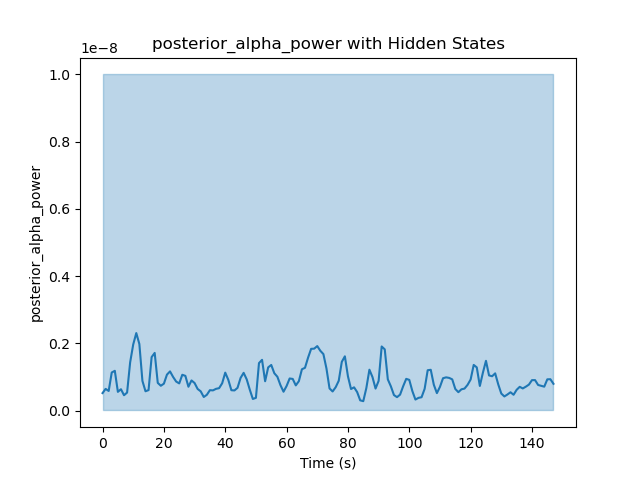 posterior_alpha_power with Hidden States
1e−8
1.0
0.8
0.6
0.4
0.2
0.0
posterior_alpha_power
0 20 40 60 80 100 120 140
Time (s)